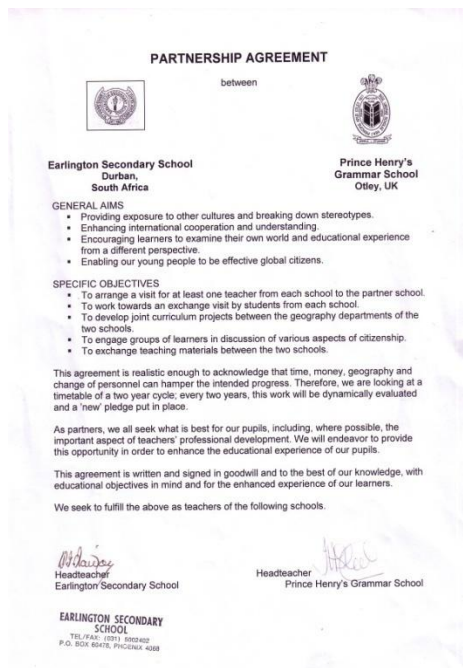 PARTNERSHIP AGREEMENT
between
Earlington Secondary School
Durban,
South Africa
Prince Henry's
Grammar School
Otley, UK
GENERAL AIMS
▪ Providing exposure to other cultures and breaking down stereotypes.
▪ Enhancing international cooperation and understanding.
▪ Encouraging learners to examine their own world and educational experience
from a different perspective.
▪ Enabling our young people to be effective global citizens.
SPECIFIC OBJECTIVES
▪ To arrange a visit for at least one teacher from each school to the partner school.
▪ To work towards an exchange visit by students from each school.
▪ To develop joint curriculum projects between the geography departments of the
two schools.
▪ To engage groups of learners in discussion of various aspects of citizenship.
▪ To exchange teaching materials between the two schools.
This agreement is realistic enough to acknowledge that time, money, geography and
change of personnel can hamper the intended progress. Therefore, we are looking at a
timetable of a two year cycle; every two years, this work will be dynamically evaluated
and a 'new' pledge put in place.
As partners, we all seek what is best for our pupils, including, where possible, the
important aspect of teachers' professional development. We will endeavor to provide
this opportunity in order to enhance the educational experience of our pupils.
This agreement is written and signed in goodwill and to the best of our knowledge, with
educational objectives in mind and for the enhanced experience of our learners.
We seek to fulfill the above as teachers of the following schools.
Headteacher
Earlington Secondary School
Headteacher
Prince Henry's Grammar School
EARLINGTON SECONDARY
SCHOOL
TEL/FAX: (031) 5002402
P.O. BOX 60478, PHOENIX 4068